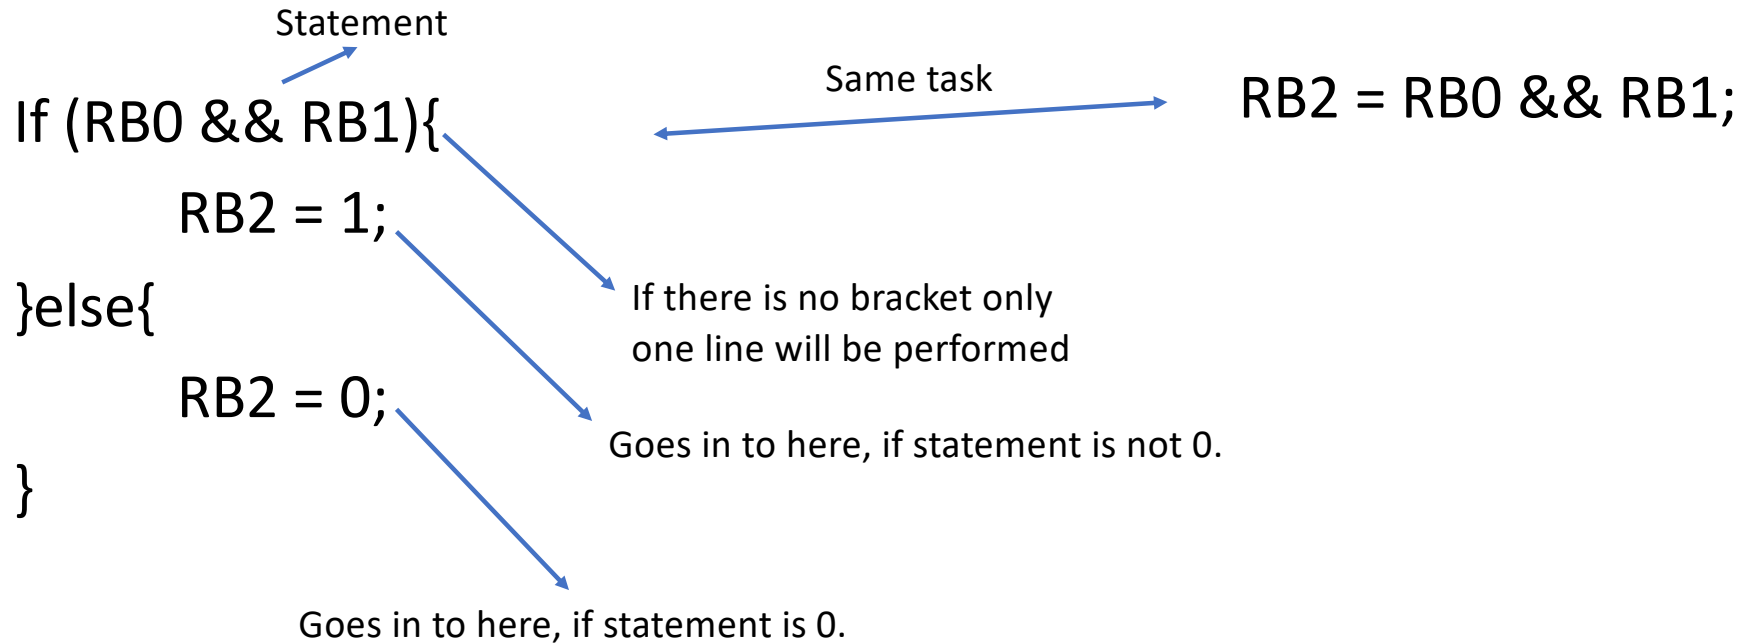 Statement
If (RB0 && RB1){
Same task
RB2 = RB0 && RB1;
RB2 = 1;
}else{
If there is no bracket only
one line will be performed
RB2 = 0;
Goes in to here, if statement is not 0.
}
Goes in to here, if statement is 0.